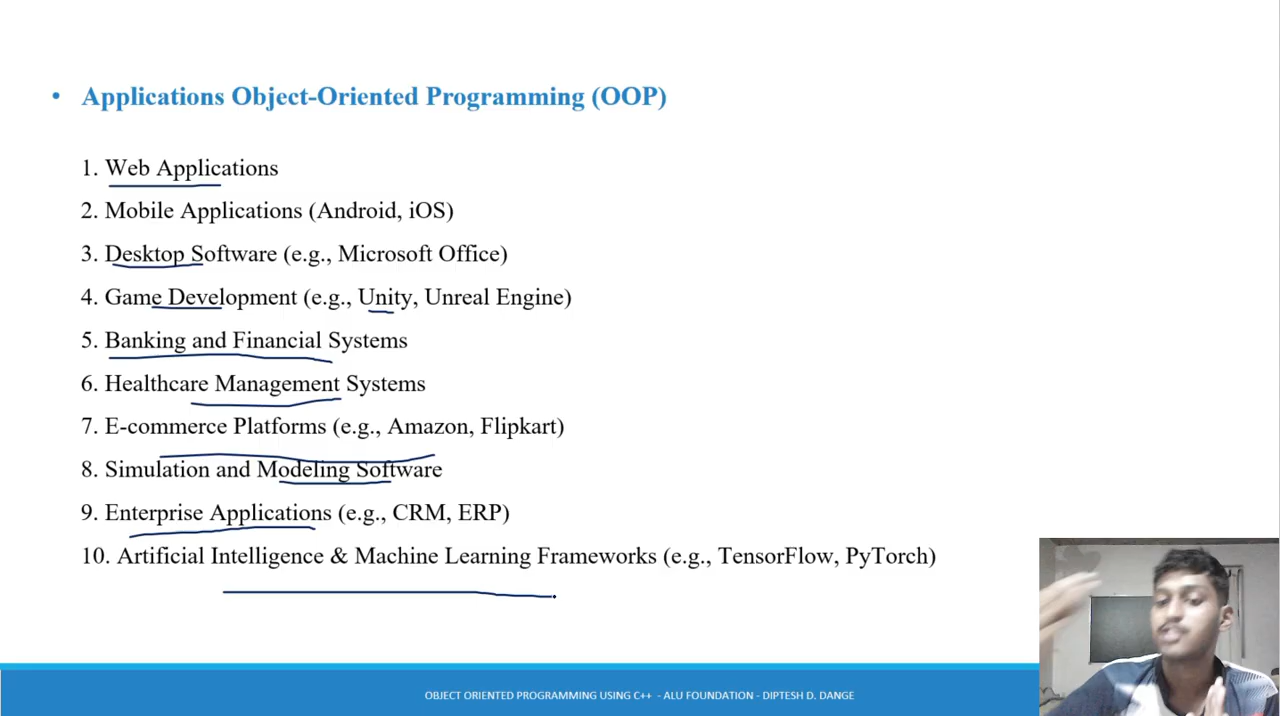 • Applications Object-Oriented Programming (OOP)
1. Web Applications
2. Mobile Applications (Android, iOS)
3. Desktop Software (e.g., Microsoft Office)
4. Game Development (e.g., Unity, Unreal Engine)
5. Banking and Financial Systems
6. Healthcare Management Systems
7. E-commerce Platforms (e.g., Amazon, Flipkart)
8. Simulation and Modeling Software
9. Enterprise Applications (e.g., CRM, ERP)
10. Artificial Intelligence & Machine Learning Frameworks (e.g., TensorFlow, PyTorch)
OBJECT ORIENTED PROGRAMMING USING C++ - ALU FOUNDATION - DIPTESH D. DANGE